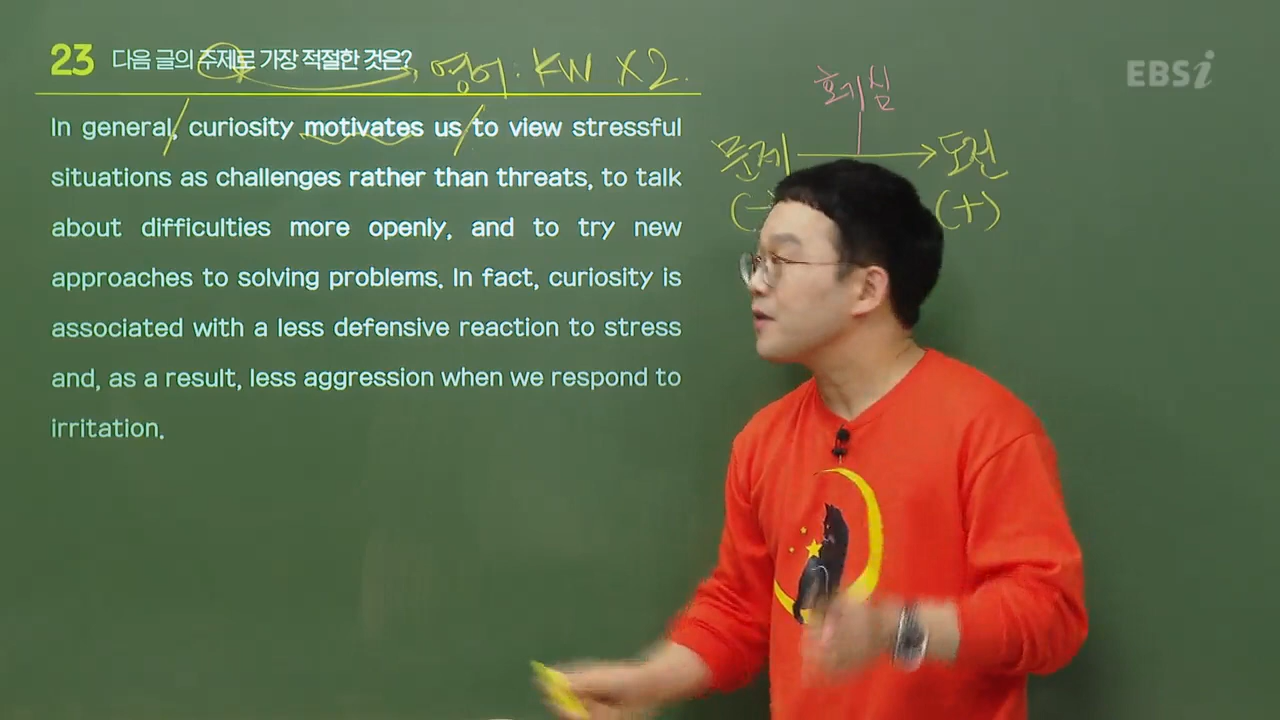 23 다음 글의 주제로 가장 적절한 것은?
영어: KW X 2.
EBSi
In general, curiosity motivates us to view stressful
situations as challenges rather than threats, to talk
about difficulties more openly, and to try new
approaches to solving problems. In fact, curiosity is
associated with a less defensive reaction to stress
and, as a result, less aggression when we respond to
irritation.
호기심
문제 → 도전
(-) (+)